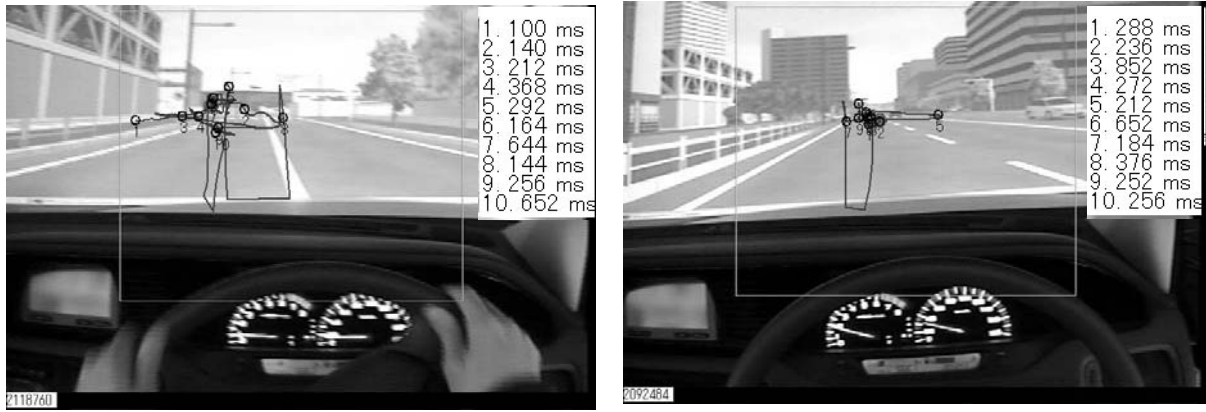 1. 100 ms
2. 140 ms
3. 212 ms
4. 368 ms
5. 292 ms
6. 164 ms
7. 644 ms
8. 144 ms
9. 256 ms
10. 652 ms
2118760
1. 288 ms
2. 236 ms
3. 852 ms
4. 272 ms
5. 212 ms
6. 652 ms
7. 184 ms
8. 376 ms
9. 252 ms
10. 256 ms
2092484